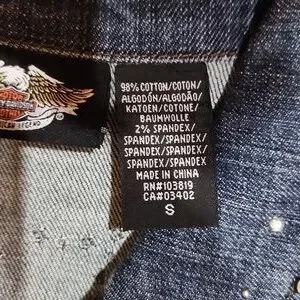 98% COTTON/COTON/
ALGODÓN/ALGODÃO/
KATOEN/COTONE/
BAUMWOLLE
2% SPANDEX/
SPANDEX/SPANDEX/
SPANDEX/SPANDEX/
SPANDEX/SPANDEX
MADE IN CHINA
RN#103819
CA#03402
S
LEGEND
®